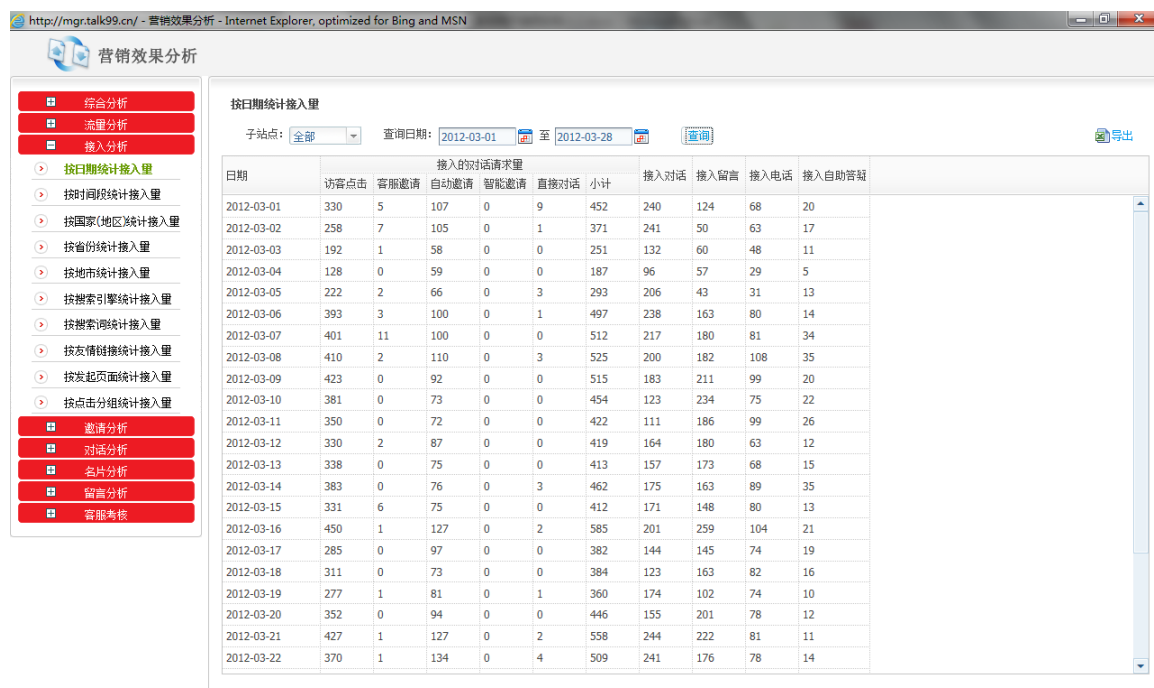 http://mgr.talk99.cn/ - 营销效果分析 - Internet Explorer, optimized for Bing and MSN
营销效果分析
综合分析
流量分析
接入分析
按日期统计接入量
按时间段统计接入量
按国家(地区)统计接入量
按省份统计接入量
按地市统计接入量
按搜索引擎统计接入量
按搜索词统计接入量
按友情链接统计接入量
按发起页面统计接入量
按点击分组统计接入量
邀请分析
对话分析
名片分析
留言分析
客服考核
按日期统计接入量
子站点： 全部 查询日期： 2012-03-01 至 2012-03-28 查询 导出
日期 接入的对话请求量 接入对话 接入留言 接入电话 接入自助答疑
访客点击 客服邀请 自动邀请 智能邀请 直接对话 小计
2012-03-01 330 5 107 0 9 452 240 124 68 20
2012-03-02 258 7 105 0 1 371 241 50 63 17
2012-03-03 192 1 58 0 0 251 132 60 48 11
2012-03-04 128 0 59 0 0 187 96 57 29 5
2012-03-05 222 2 66 0 3 293 206 43 31 13
2012-03-06 393 3 100 0 1 497 238 163 80 14
2012-03-07 401 11 100 0 0 512 217 180 81 34
2012-03-08 410 2 110 0 3 525 200 182 108 35
2012-03-09 423 0 92 0 0 515 183 211 99 20
2012-03-10 381 0 73 0 0 454 123 234 75 22
2012-03-11 350 0 72 0 0 422 111 186 99 26
2012-03-12 330 2 87 0 0 419 164 180 63 12
2012-03-13 338 0 75 0 0 413 157 173 68 15
2012-03-14 383 0 76 0 3 462 175 163 89 35
2012-03-15 331 6 75 0 0 412 171 148 80 13
2012-03-16 450 1 127 0 2 585 201 259 104 21
2012-03-17 285 0 97 0 0 382 144 145 74 19
2012-03-18 311 0 73 0 0 384 123 163 82 16
2012-03-19 277 1 81 0 1 360 174 102 74 10
2012-03-20 352 0 94 0 0 446 155 201 78 12
2012-03-21 427 1 127 0 2 558 244 222 81 11
2012-03-22 370 1 134 0 4 509 241 176 78 14